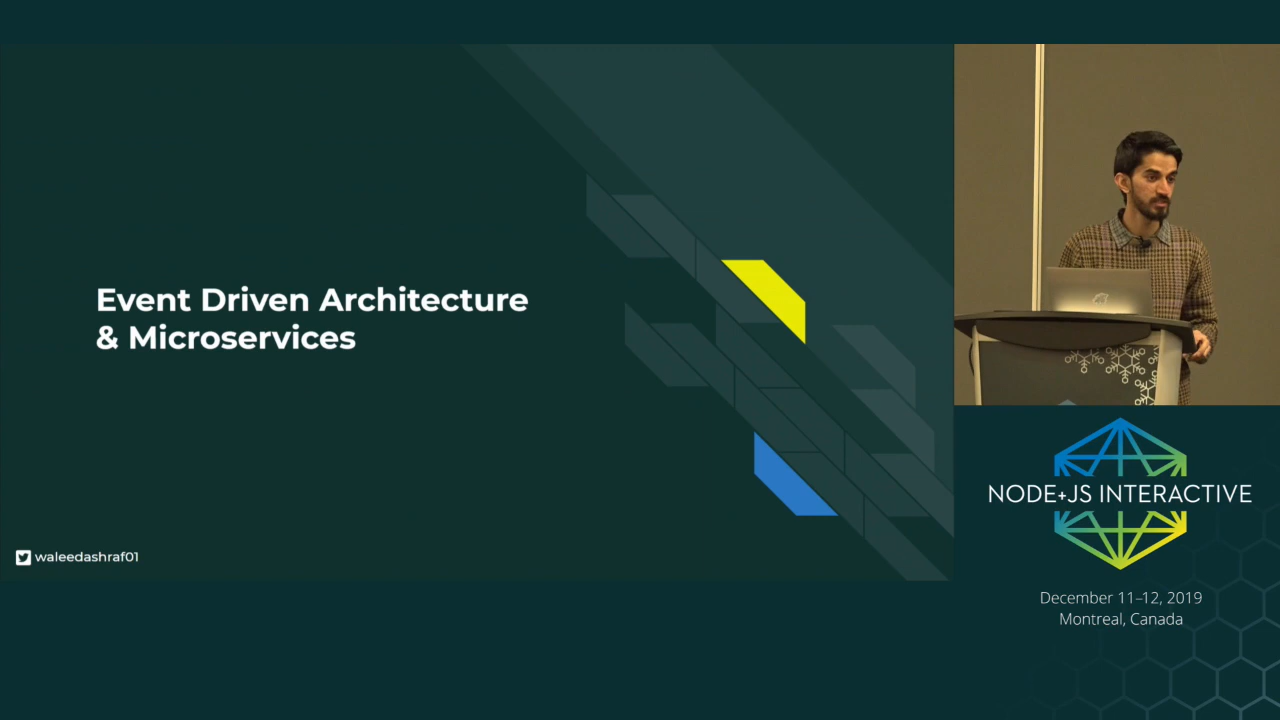 Event Driven Architecture
& Microservices
waleedashraf01
NODE+JS INTERACTIVE
December 11–12, 2019
Montreal, Canada